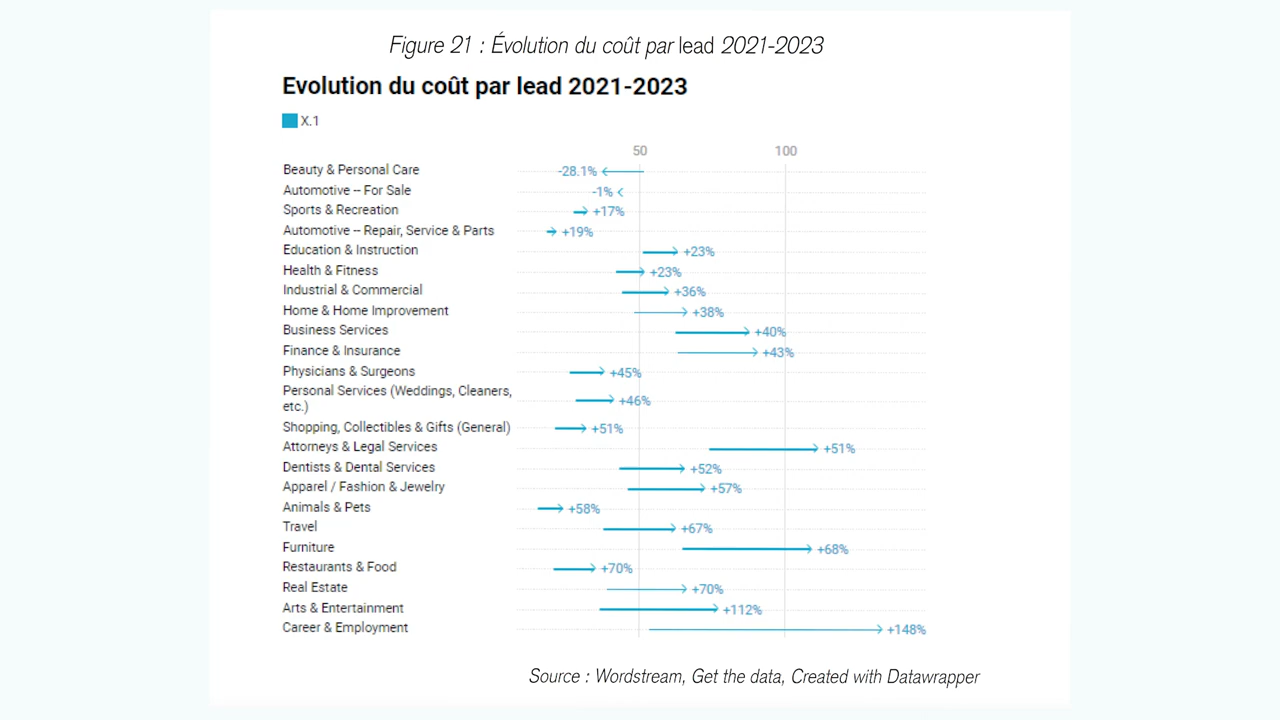 Figure 21 : Évolution du coût par lead 2021-2023
Evolution du coût par lead 2021-2023
X.1
50 100
Beauty & Personal Care -28.1%
Automotive -- For Sale -1%
Sports & Recreation +17%
Automotive -- Repair, Service & Parts +19%
Education & Instruction +23%
Health & Fitness +23%
Industrial & Commercial +36%
Home & Home Improvement +38%
Business Services +40%
Finance & Insurance +43%
Physicians & Surgeons +45%
Personal Services (Weddings, Cleaners,
etc.) +46%
Shopping, Collectibles & Gifts (General) +51%
Attorneys & Legal Services +51%
Dentists & Dental Services +52%
Apparel / Fashion & Jewelry +57%
Animals & Pets +58%
Travel +67%
Furniture +68%
Restaurants & Food +70%
Real Estate +70%
Arts & Entertainment +112%
Career & Employment +148%
Source : Wordstream, Get the data, Created with Datawrapper